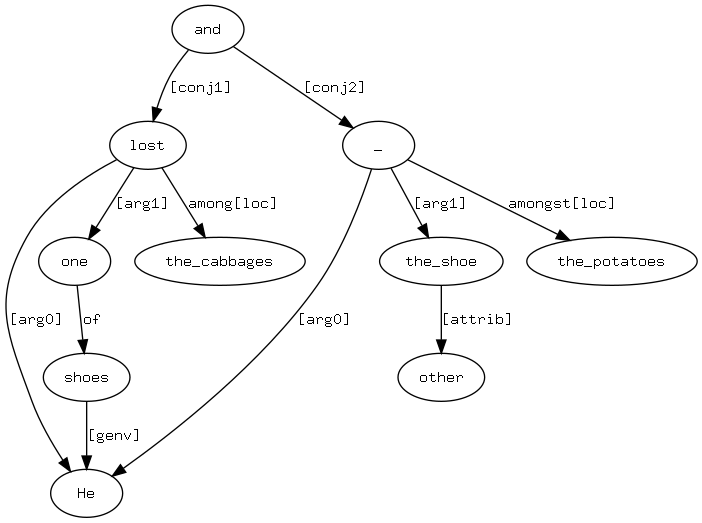 and
[conj1] [conj2]
lost _
[arg1] among[loc] [arg1] amongst[loc]
one the_cabbages the_shoe the_potatoes
[arg0] of [arg0] [attrib]
shoes other
[genv]
He